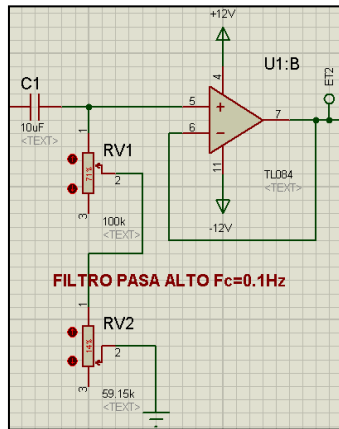 +12V
U1:B
ET2
C1
4
5
7
6
10uF
<TEXT>
1
RV1
11
TL084
<TEXT>
71%
2
3
100k
<TEXT>
-12V
FILTRO PASA ALTO Fc=0.1Hz
1
RV2
14%
2
3
59.15k
<TEXT>